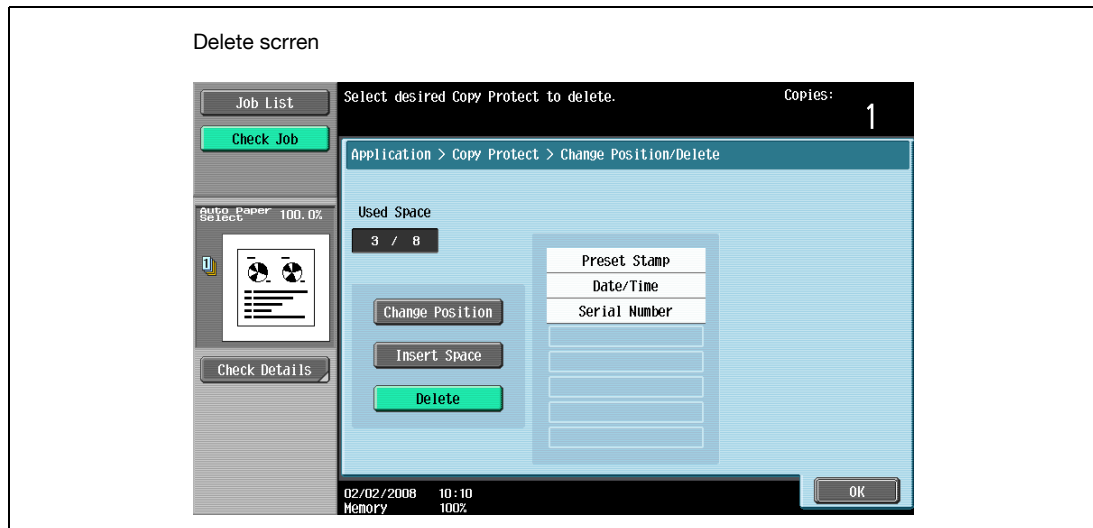 Delete scrren
Job List
Select desired Copy Protect to delete.
Copies:
1
Check Job
Application > Copy Protect > Change Position/Delete
Auto Paper
Select
100.0%
Used Space
3 / 8
1
Preset Stamp
Date/Time
Serial Number
Change Position
Insert Space
Delete
Check Details
02/02/2008 10:10
Memory 100%
OK